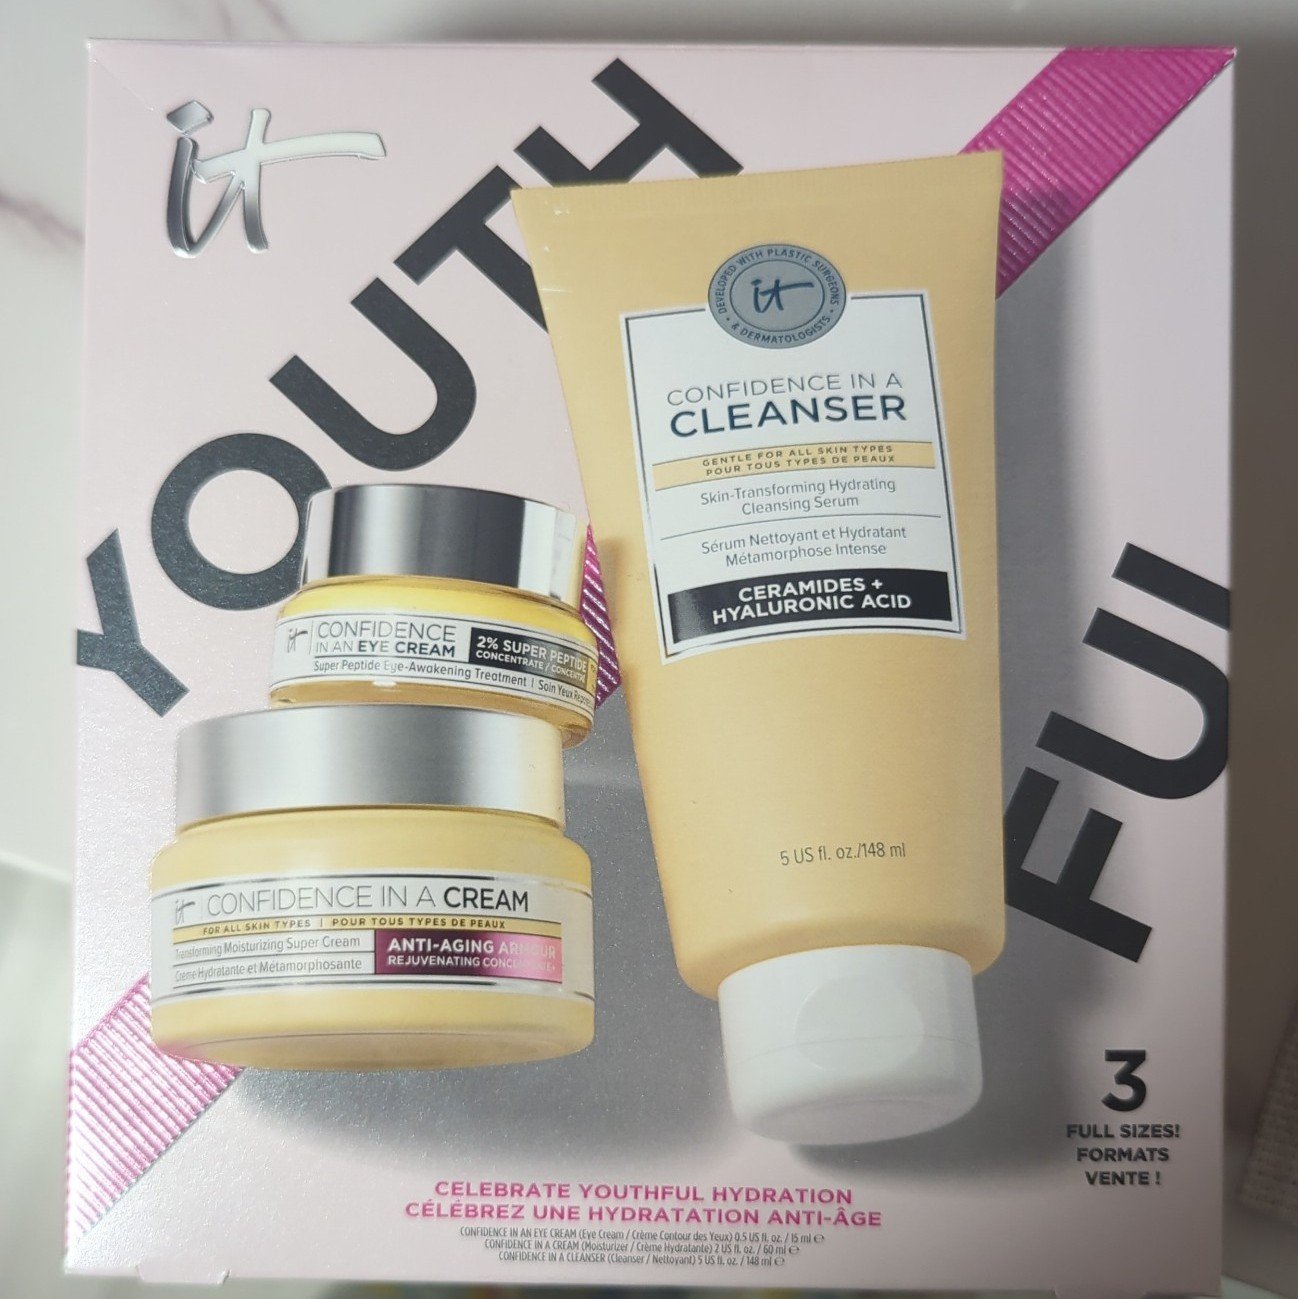 it
YOUTH
FUL
DEVELOPED WITH PLASTIC SURGEONS
& DERMATOLOGISTS
it
CONFIDENCE IN A
CLEANSER
GENTLE FOR ALL SKIN TYPES
POUR TOUS TYPES DE PEAUX
Skin-Transforming Hydrating
Cleansing Serum
Sérum Nettoyant et Hydratant
Métamorphose Intense
CERAMIDES +
HYALURONIC ACID
5 US fl. oz./148 ml
it CONFIDENCE
IN AN EYE CREAM
2% SUPER PEPTIDE
CONCENTRATE / CONCENTRÉ
Super Peptide Eye-Awakening Treatment | Soin Yeux
it CONFIDENCE IN A CREAM
FOR ALL SKIN TYPES | POUR TOUS TYPES DE PEAUX
Transforming Moisturizing Super Cream
Crème Hydratante et Métamorphosante
ANTI-AGING ARMOUR
REJUVENATING CONCENTRATE+
3
FULL SIZES!
FORMATS
VENTE !
CELEBRATE YOUTHFUL HYDRATION
CÉLÉBREZ UNE HYDRATATION ANTI-ÂGE
CONFIDENCE IN AN EYE CREAM (Eye Cream / Crème Contour des Yeux) 0.5 US fl. oz. / 15 ml ℮
CONFIDENCE IN A CREAM (Moisturizer / Crème Hydratante) 2 US fl. oz. / 60 ml ℮
CONFIDENCE IN A CLEANSER (Cleanser / Nettoyant) 5 US fl. oz. / 148 ml ℮